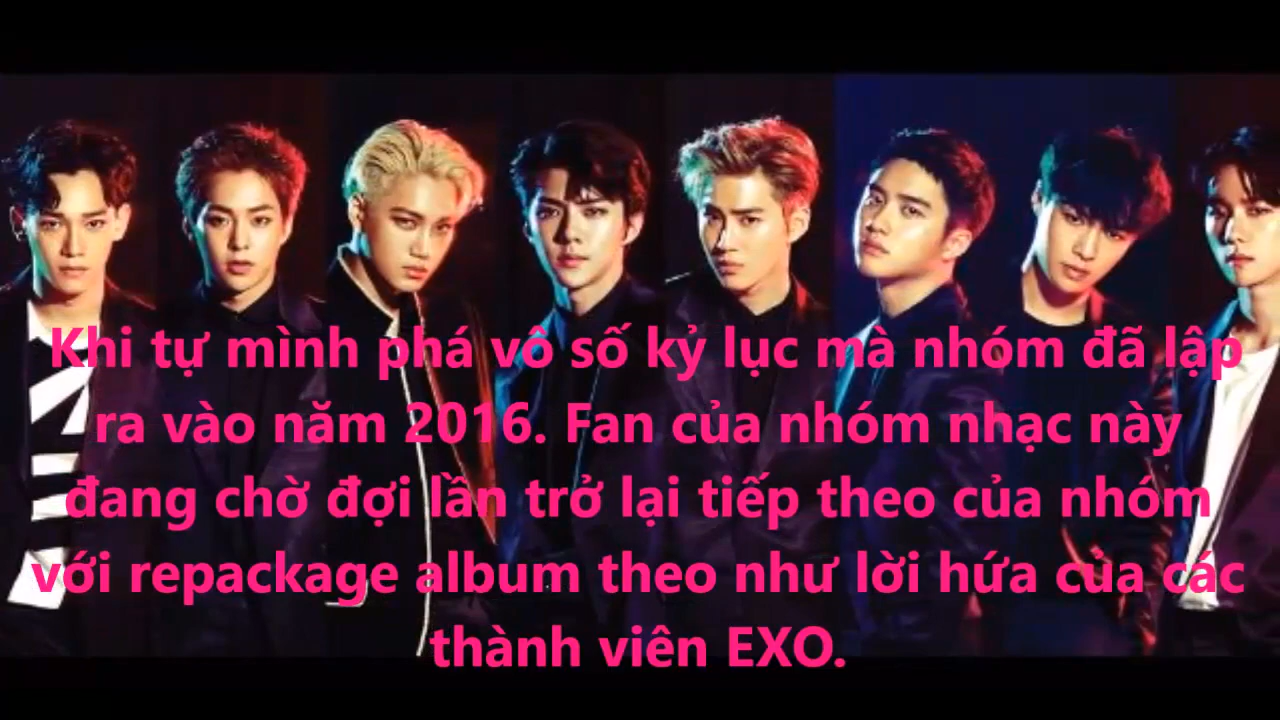 Khi tự mình phá vô số kỷ lục mà nhóm đã lập
ra vào năm 2016. Fan của nhóm nhạc này
đang chờ đợi lần trở lại tiếp theo của nhóm
với repackage album theo như lời hứa của các
thành viên EXO.